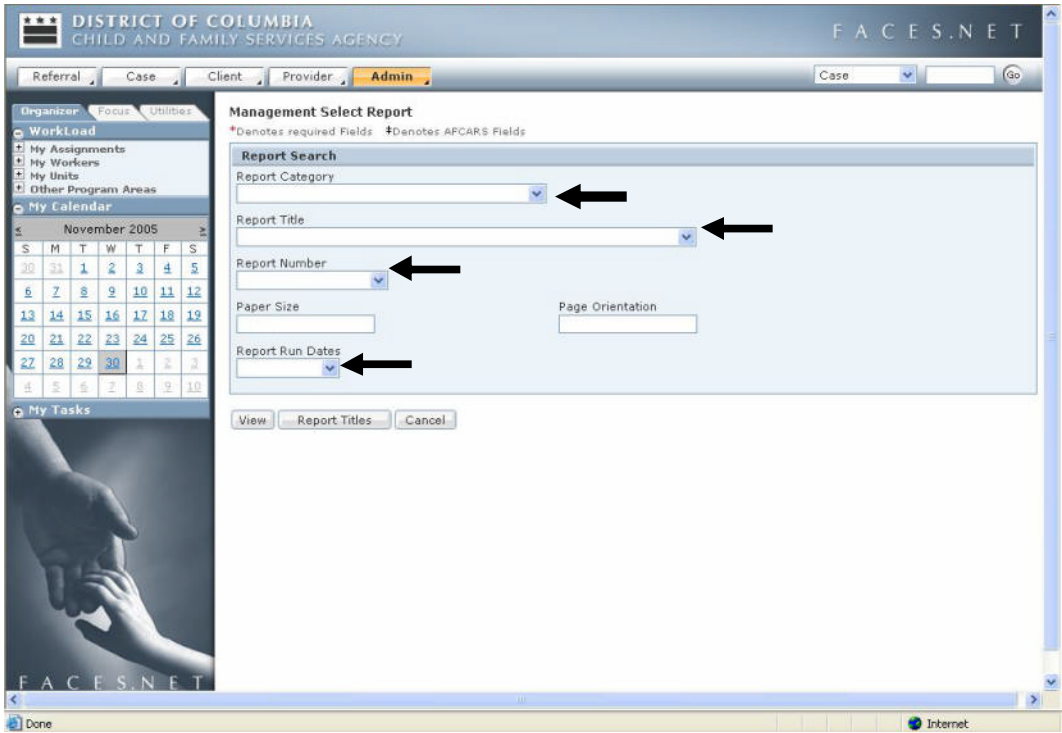 DISTRICT OF COLUMBIA
CHILD AND FAMILY SERVICES AGENCY
FACES.NET
Referral Case Client Provider Admin
Case Go
Organizer Focus Utilities
WorkLoad
My Assignments
My Workers
My Units
Other Program Areas
My Calendar
≤ November 2005 ≥
S M T W T F S
30 31 1 2 3 4 5
6 7 8 9 10 11 12
13 14 15 16 17 18 19
20 21 22 23 24 25 26
27 28 29 30 1 2 3
4 5 6 7 8 9 10
My Tasks
FACES.NET
Management Select Report
*Denotes required Fields ‡Denotes AFCARS Fields
Report Search
Report Category
Report Title
Report Number
Paper Size Page Orientation
Report Run Dates
View Report Titles Cancel
Done Internet